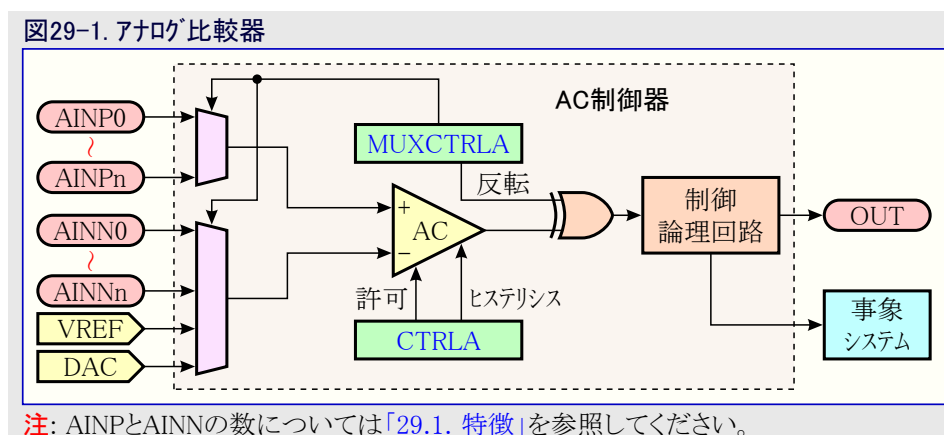 図29-1. アナログ比較器
AC制御器
AINP0
～
AINPn
AINN0
～
AINNn
VREF
DAC
MUXCTRLA
反転
+
AC
−
許可
ヒステリシス
CTRLA
制御
論理回路
OUT
事象
システム
注: AINPとAINNの数については「29.1. 特徴」を参照してください。